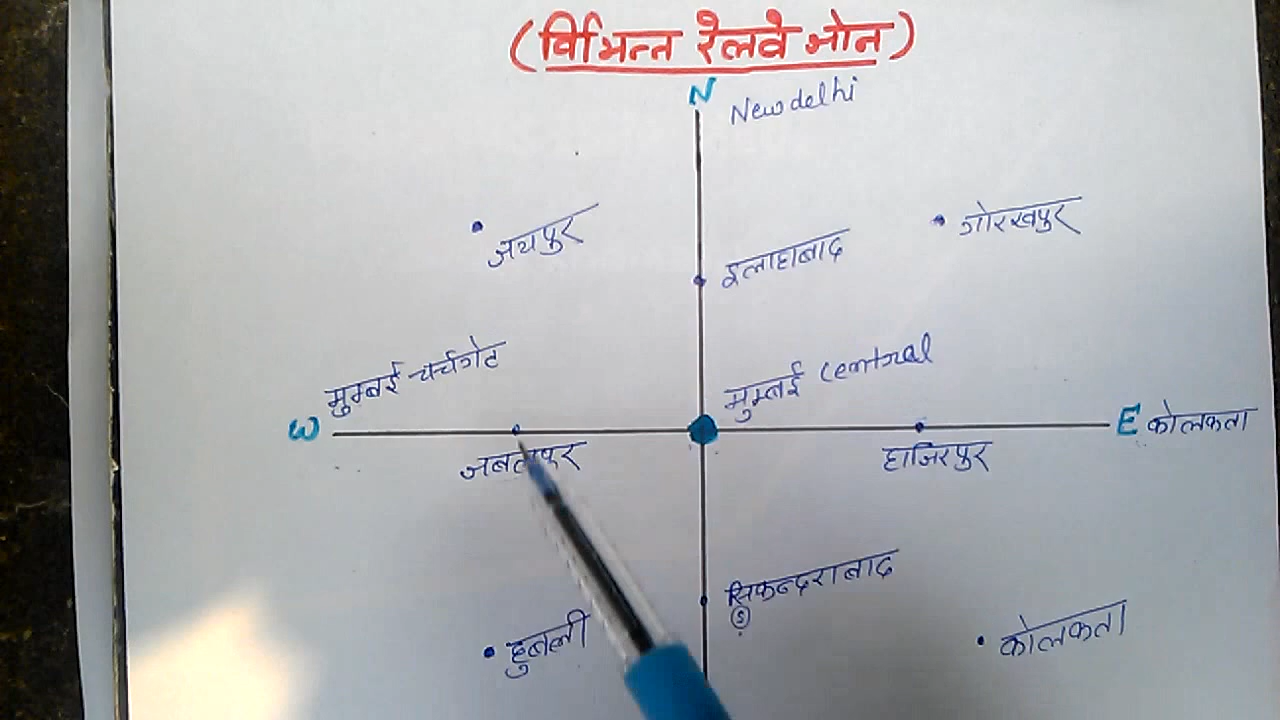 (विभिन्न रेलवे जोन)
N
New delhi
जयपुर
गोरखपुर
इलाहाबाद
मुम्बई चर्चगेट
मुम्बई Central
W
E कोलकता
जबलपुर
हाजिरपुर
सिकन्दराबाद
S
हुबली
कोलकता